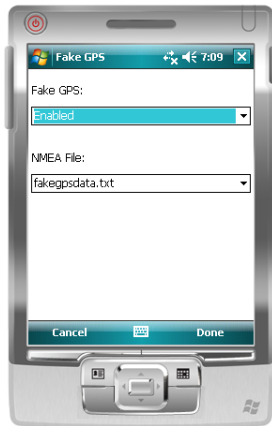 Fake GPS 7:09
Fake GPS:
Enabled
NMEA File:
fakegpsdata.txt
Cancel Done